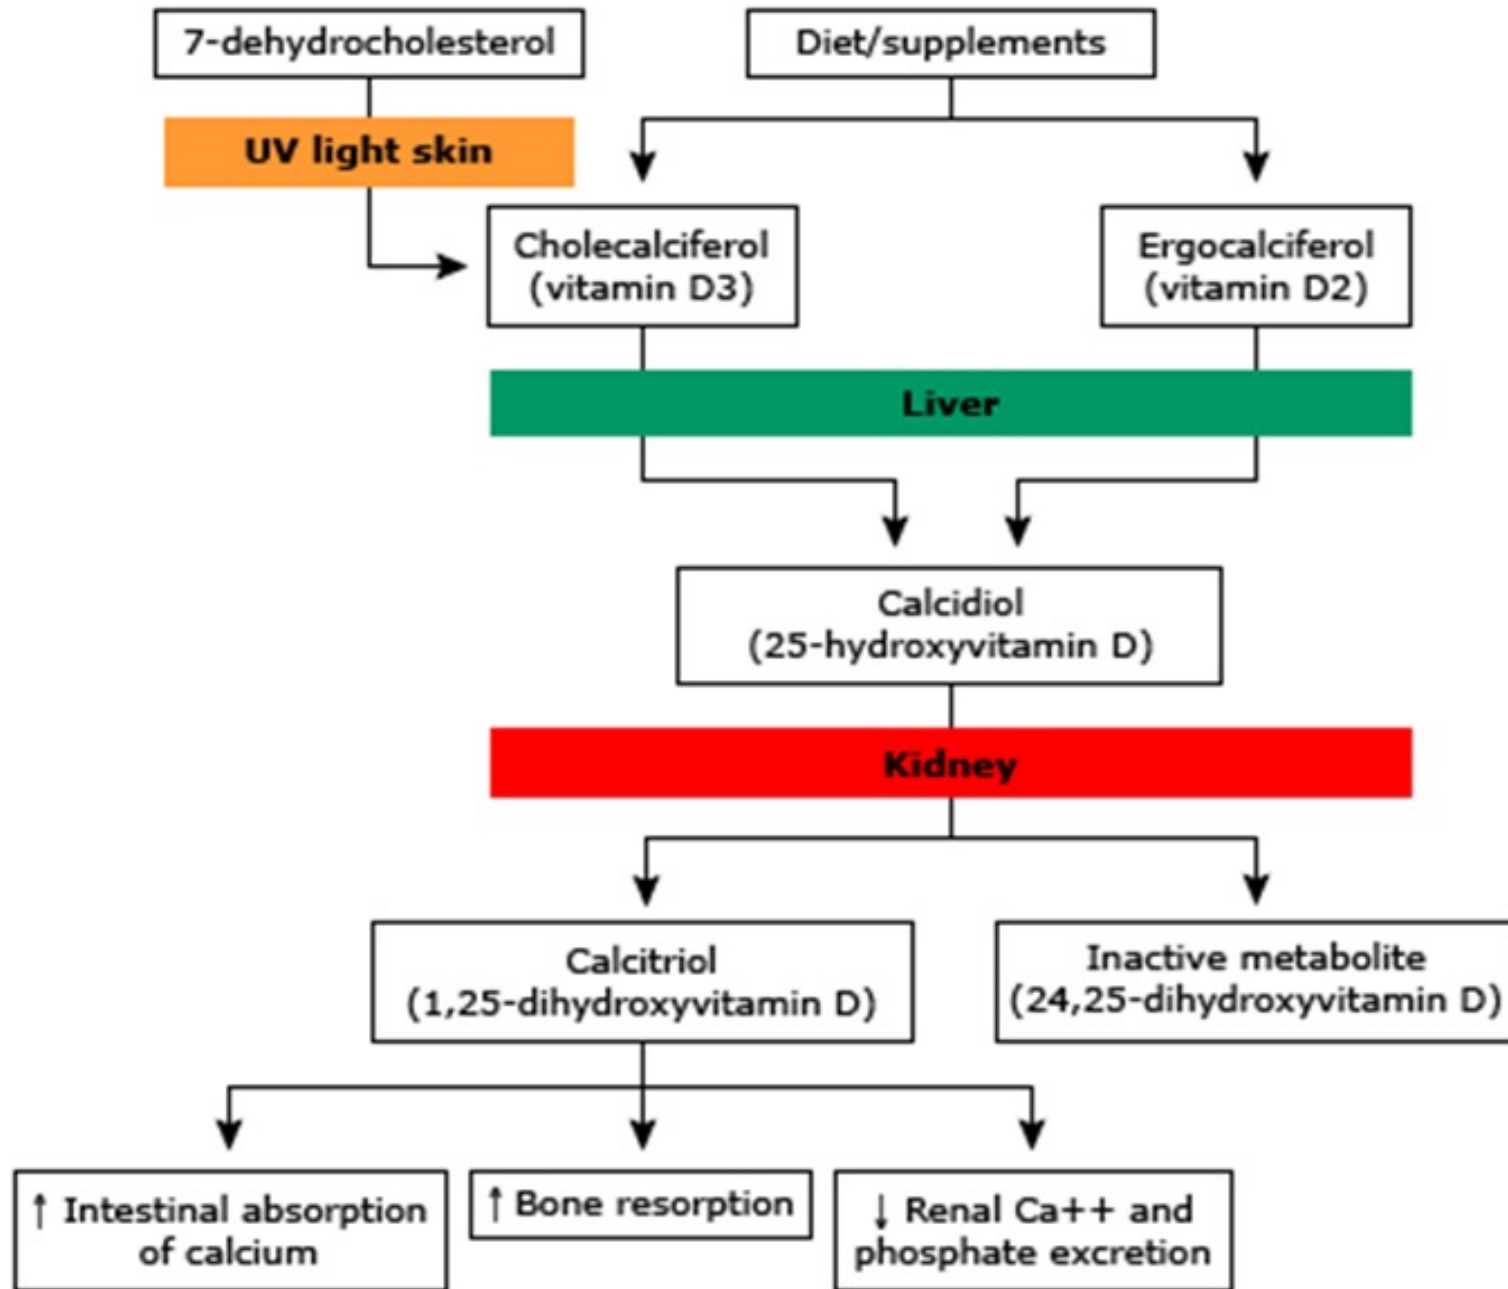 7-dehydrocholesterol
Diet/supplements
UV light skin
Cholecalciferol
(vitamin D3)
Ergocalciferol
(vitamin D2)
Liver
Calcidiol
(25-hydroxyvitamin D)
Kidney
Calcitriol
(1,25-dihydroxyvitamin D)
Inactive metabolite
(24,25-dihydroxyvitamin D)
↑ Intestinal absorption
of calcium
↑ Bone resorption
↓ Renal Ca++ and
phosphate excretion